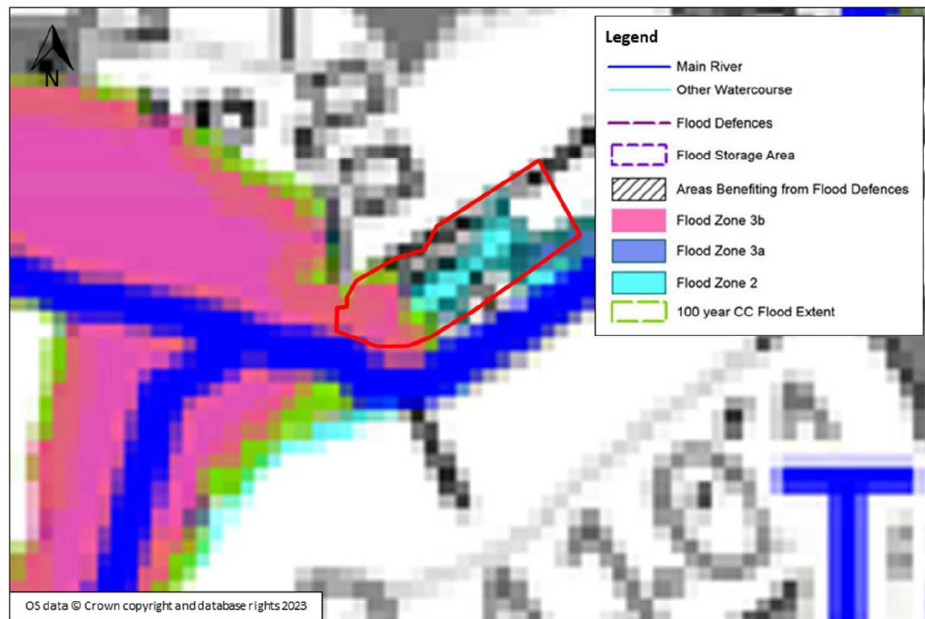 N
Legend
Main River
Other Watercourse
Flood Defences
Flood Storage Area
Areas Benefiting from Flood Defences
Flood Zone 3b
Flood Zone 3a
Flood Zone 2
100 year CC Flood Extent
OS data © Crown copyright and database rights 2023